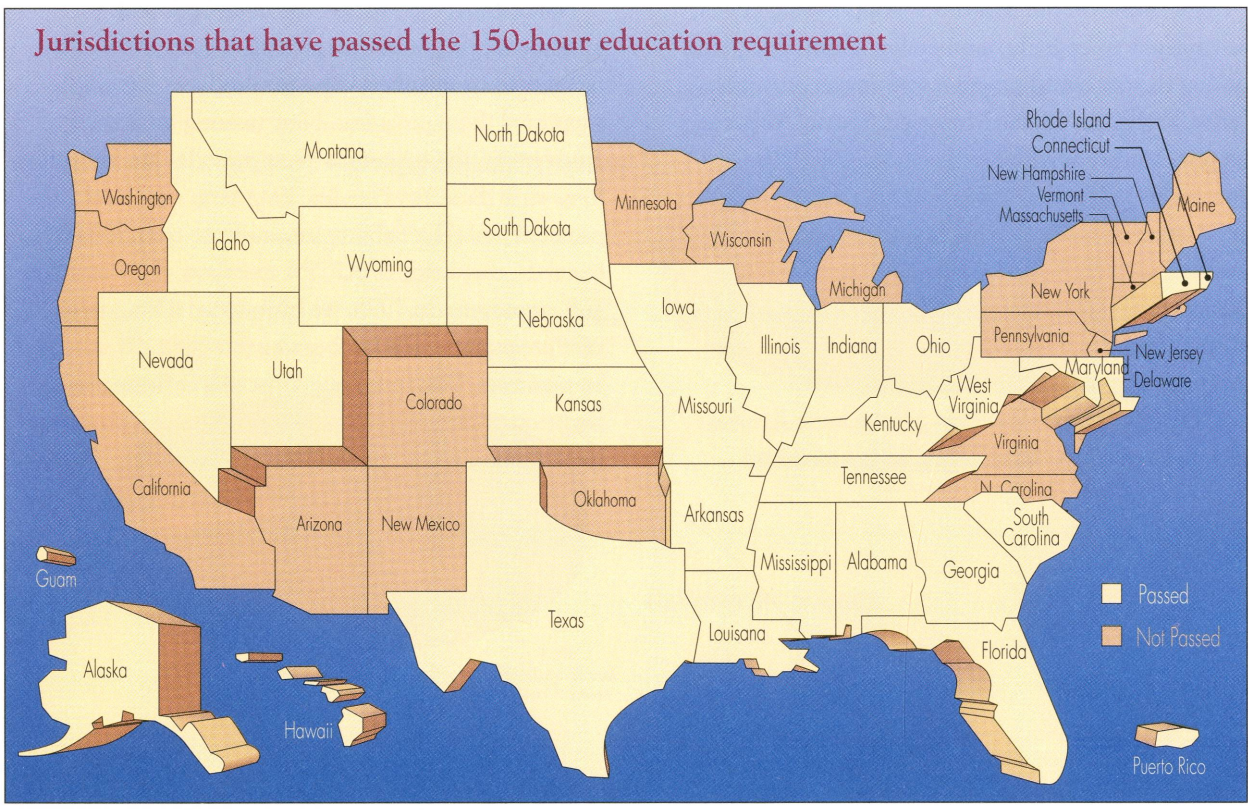 Jurisdictions that have passed the 150-hour education requirement
Rhode Island
Connecticut
New Hampshire
Vermont
Massachusetts
Maine
North Dakota
Montana
Washington
Minnesota
South Dakota
Idaho
Wisconsin
Oregon
Wyoming
Michigan
New York
Iowa
Nebraska
Pennsylvania
Illinois
Indiana
Ohio
Nevada
Utah
New Jersey
Maryland
Delaware
Colorado
Kansas
Missouri
West
Virginia
Kentucky
Virginia
Tennessee
California
N. Carolina
Arizona
New Mexico
Oklahoma
Arkansas
South
Carolina
Mississippi
Alabama
Georgia
Guam
Passed
Texas
Louisana
Not Passed
Florida
Alaska
Hawaii
Puerto Rico